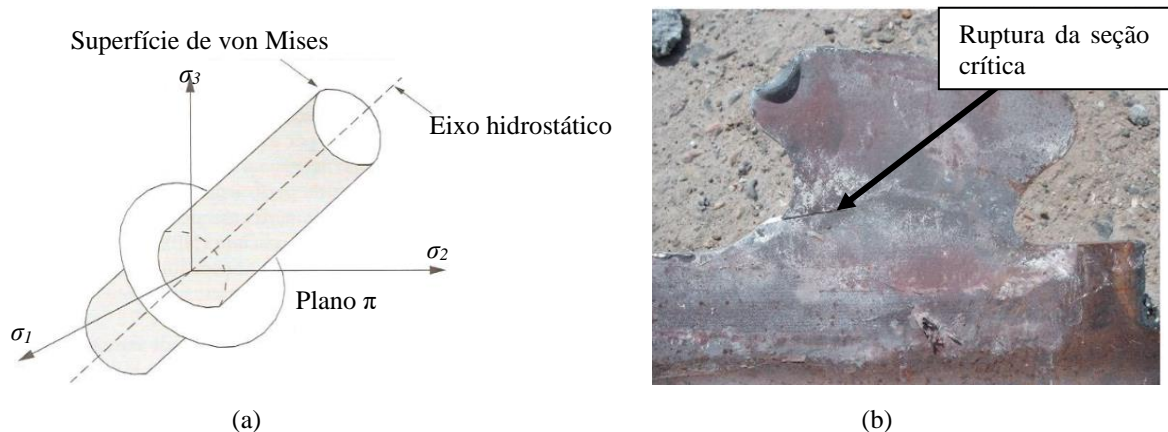 Superfície de von Mises
σ3
Eixo hidrostático
σ2
Plano π
σ1
(a)
Ruptura da seção
crítica
(b)